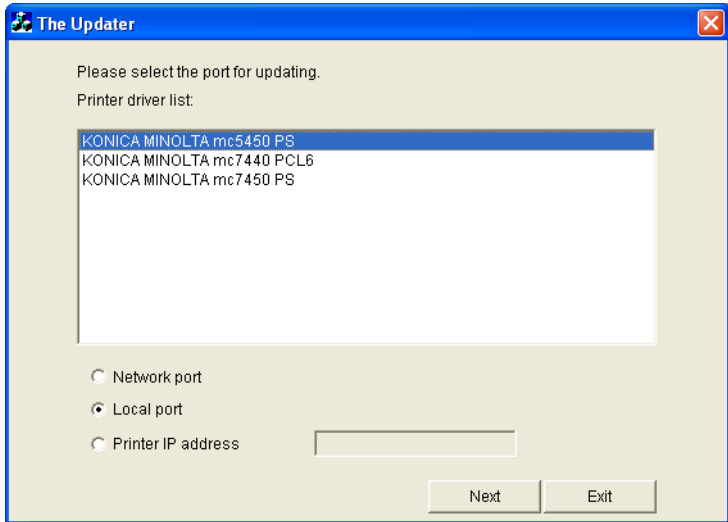 The Updater
Please select the port for updating.
Printer driver list:
KONICA MINOLTA mc5450 PS
KONICA MINOLTA mc7440 PCL6
KONICA MINOLTA mc7450 PS
Network port
Local port
Printer IP address
Next Exit